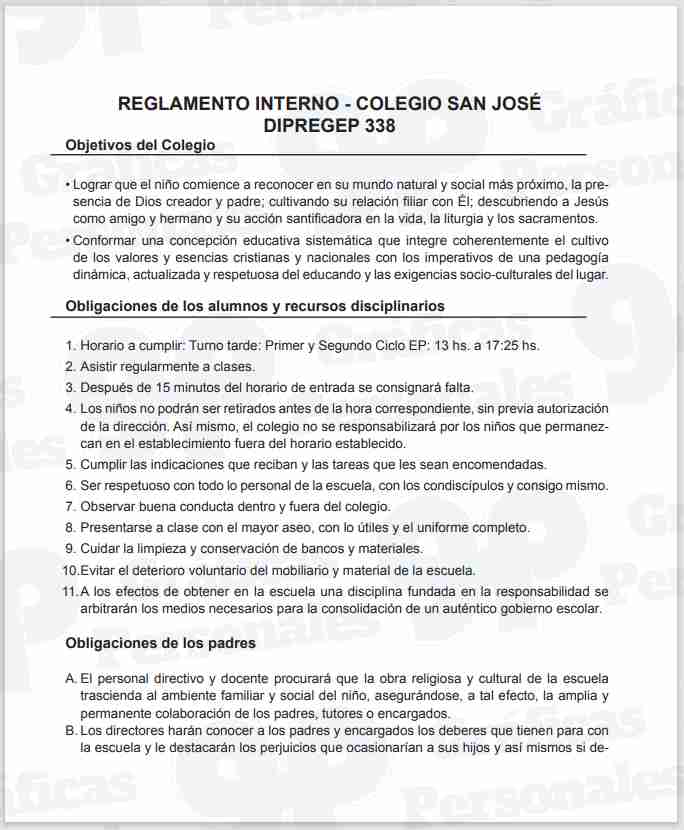 REGLAMENTO INTERNO - COLEGIO SAN JOSÉ
DIPREGEP 338
Objetivos del Colegio
• Lograr que el niño comience a reconocer en su mundo natural y social más próximo, la pre-
sencia de Dios creador y padre; cultivando su relación filiar con Él; descubriendo a Jesús
como amigo y hermano y su acción santificadora en la vida, la liturgia y los sacramentos.
• Conformar una concepción educativa sistemática que integre coherentemente el cultivo
de los valores y esencias cristianas y nacionales con los imperativos de una pedagogía
dinámica, actualizada y respetuosa del educando y las exigencias socio-culturales del lugar.
Obligaciones de los alumnos y recursos disciplinarios
1. Horario a cumplir: Turno tarde: Primer y Segundo Ciclo EP: 13 hs. a 17:25 hs.
2. Asistir regularmente a clases.
3. Después de 15 minutos del horario de entrada se consignará falta.
4. Los niños no podrán ser retirados antes de la hora correspondiente, sin previa autorización
de la dirección. Así mismo, el colegio no se responsabilizará por los niños que permanez-
can en el establecimiento fuera del horario establecido.
5. Cumplir las indicaciones que reciban y las tareas que les sean encomendadas.
6. Ser respetuoso con todo lo personal de la escuela, con los condiscípulos y consigo mismo.
7. Observar buena conducta dentro y fuera del colegio.
8. Presentarse a clase con el mayor aseo, con lo útiles y el uniforme completo.
9. Cuidar la limpieza y conservación de bancos y materiales.
10.Evitar el deterioro voluntario del mobiliario y material de la escuela.
11.A los efectos de obtener en la escuela una disciplina fundada en la responsabilidad se
arbitrarán los medios necesarios para la consolidación de un auténtico gobierno escolar.
Obligaciones de los padres
A. El personal directivo y docente procurará que la obra religiosa y cultural de la escuela
trascienda al ambiente familiar y social del niño, asegurándose, a tal efecto, la amplia y
permanente colaboración de los padres, tutores o encargados.
B. Los directores harán conocer a los padres y encargados los deberes que tienen para con
la escuela y le destacarán los perjuicios que ocasionarían a sus hijos y así mismos si de-
Gráficas
Personales